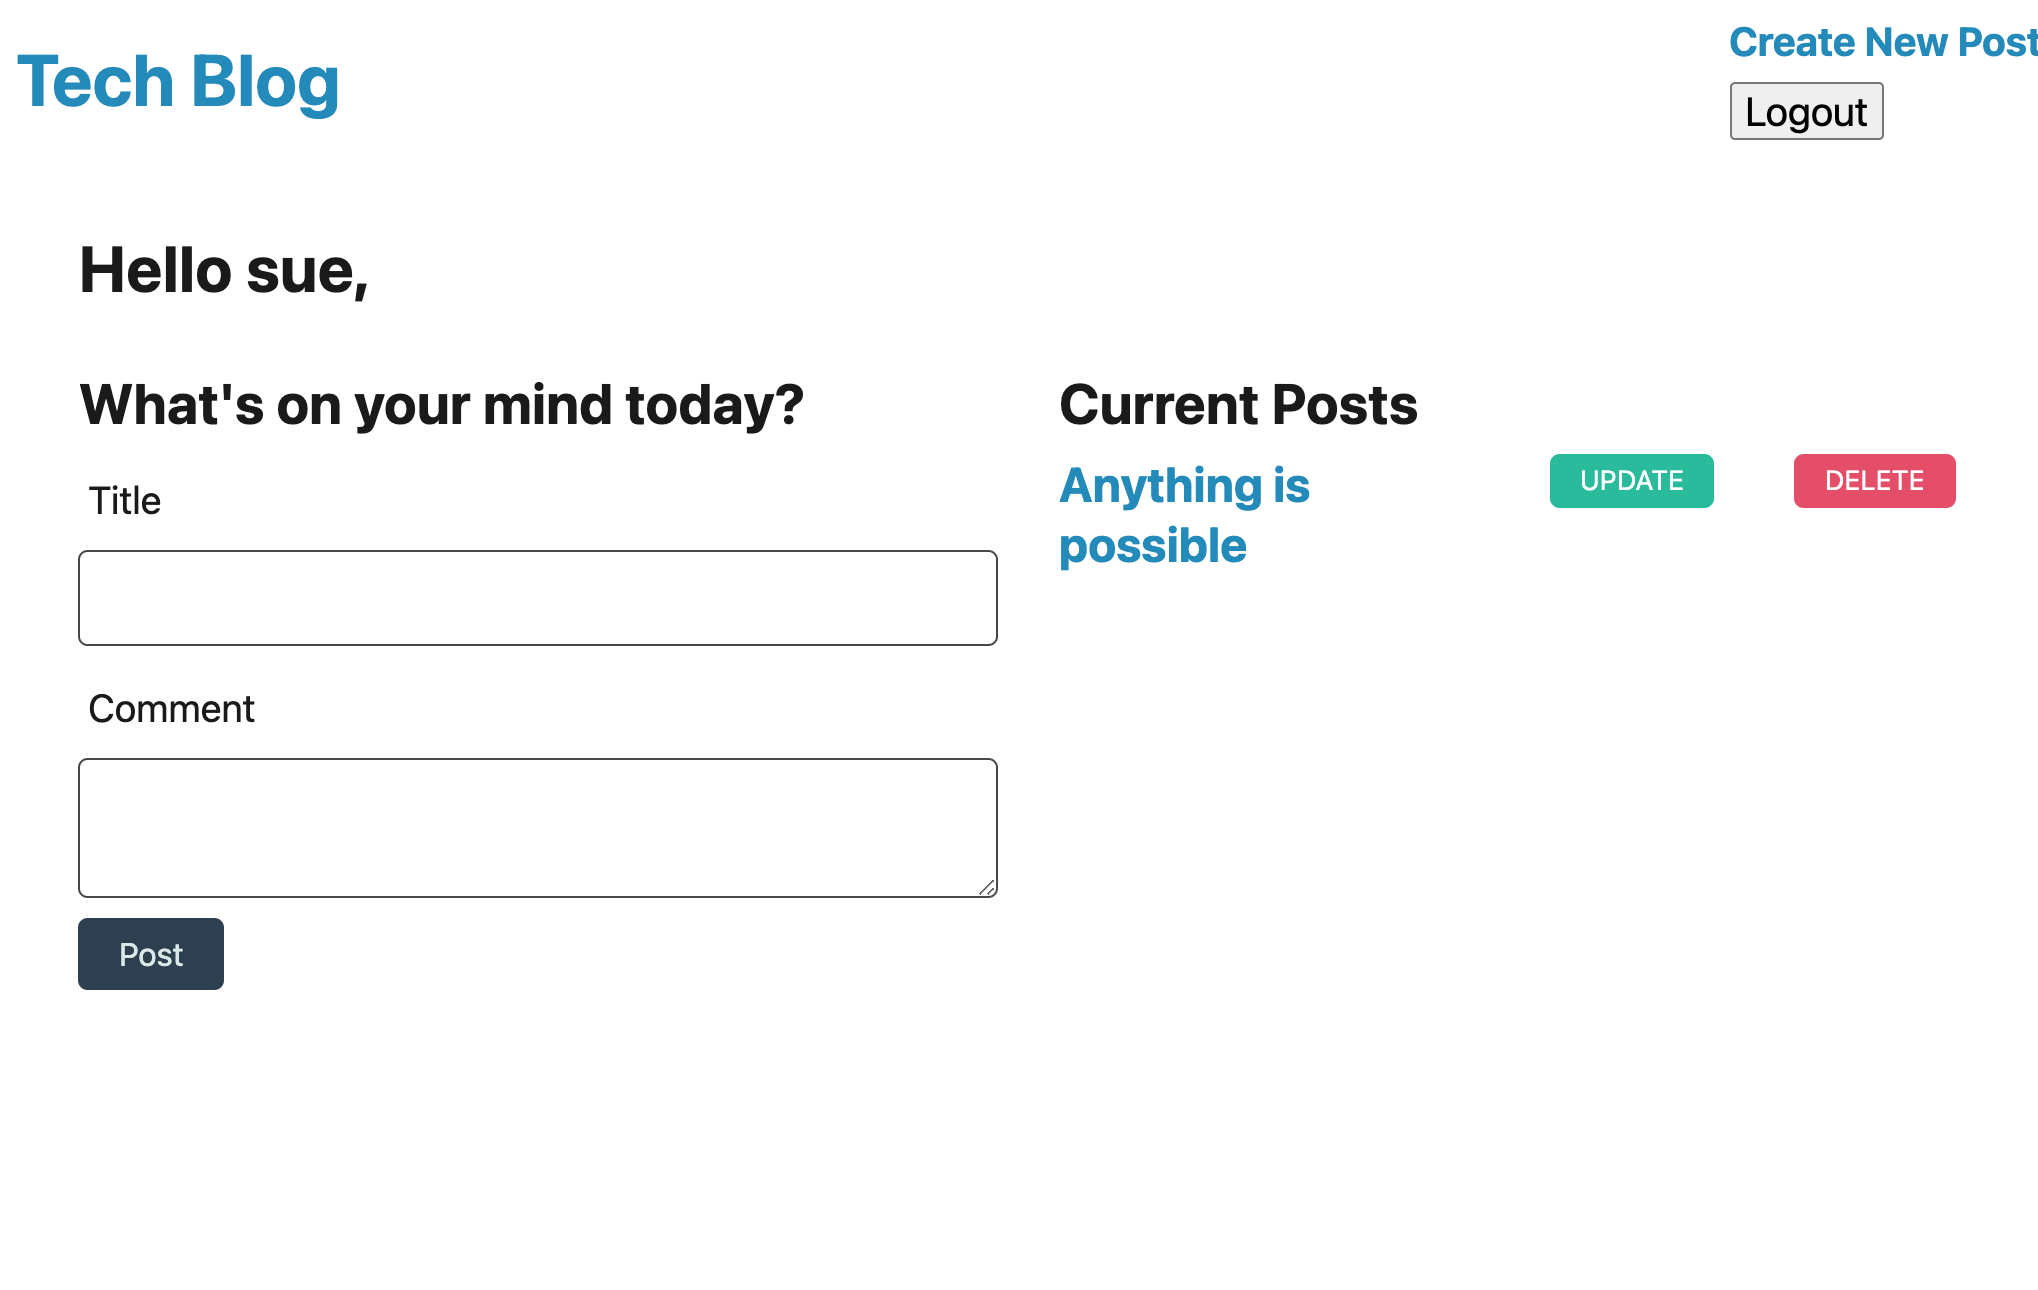 Tech Blog
Create New Post
Logout
Hello sue,
What's on your mind today?
Title
Comment
Post
Current Posts
Anything is
possible
UPDATE
DELETE